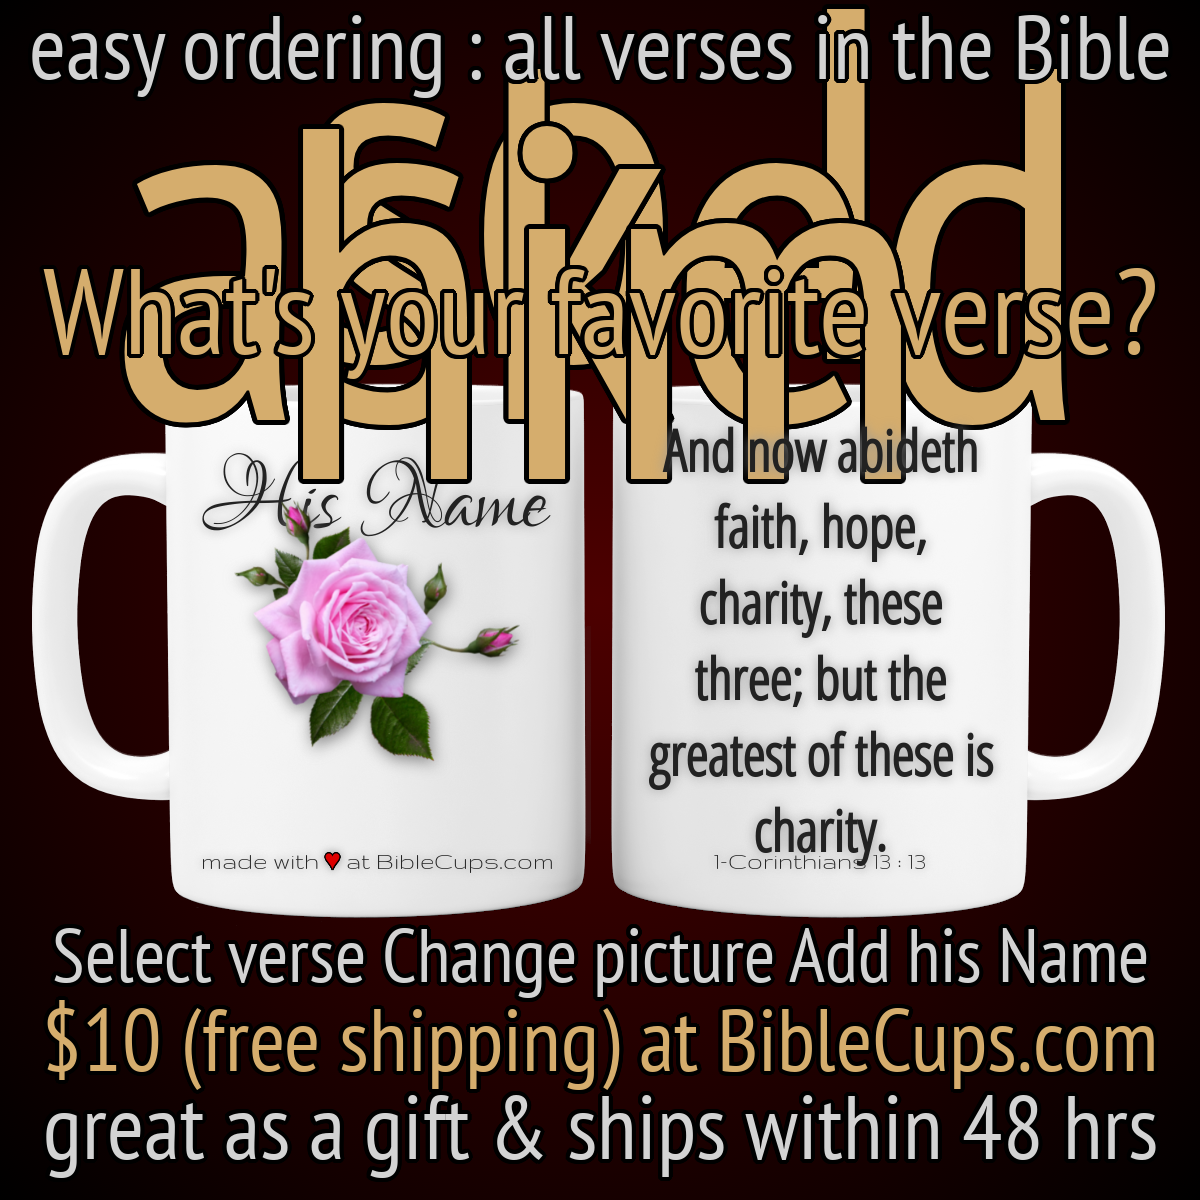 easy ordering : all verses in the Bible
so I
asked
him
What's your favorite verse?
His Name
made with ♥ at BibleCups.com
And now abideth
faith, hope,
charity, these
three; but the
greatest of these is
charity.
1-Corinthians 13 : 13
Select verse Change picture Add his Name
$10 (free shipping) at BibleCups.com
great as a gift & ships within 48 hrs